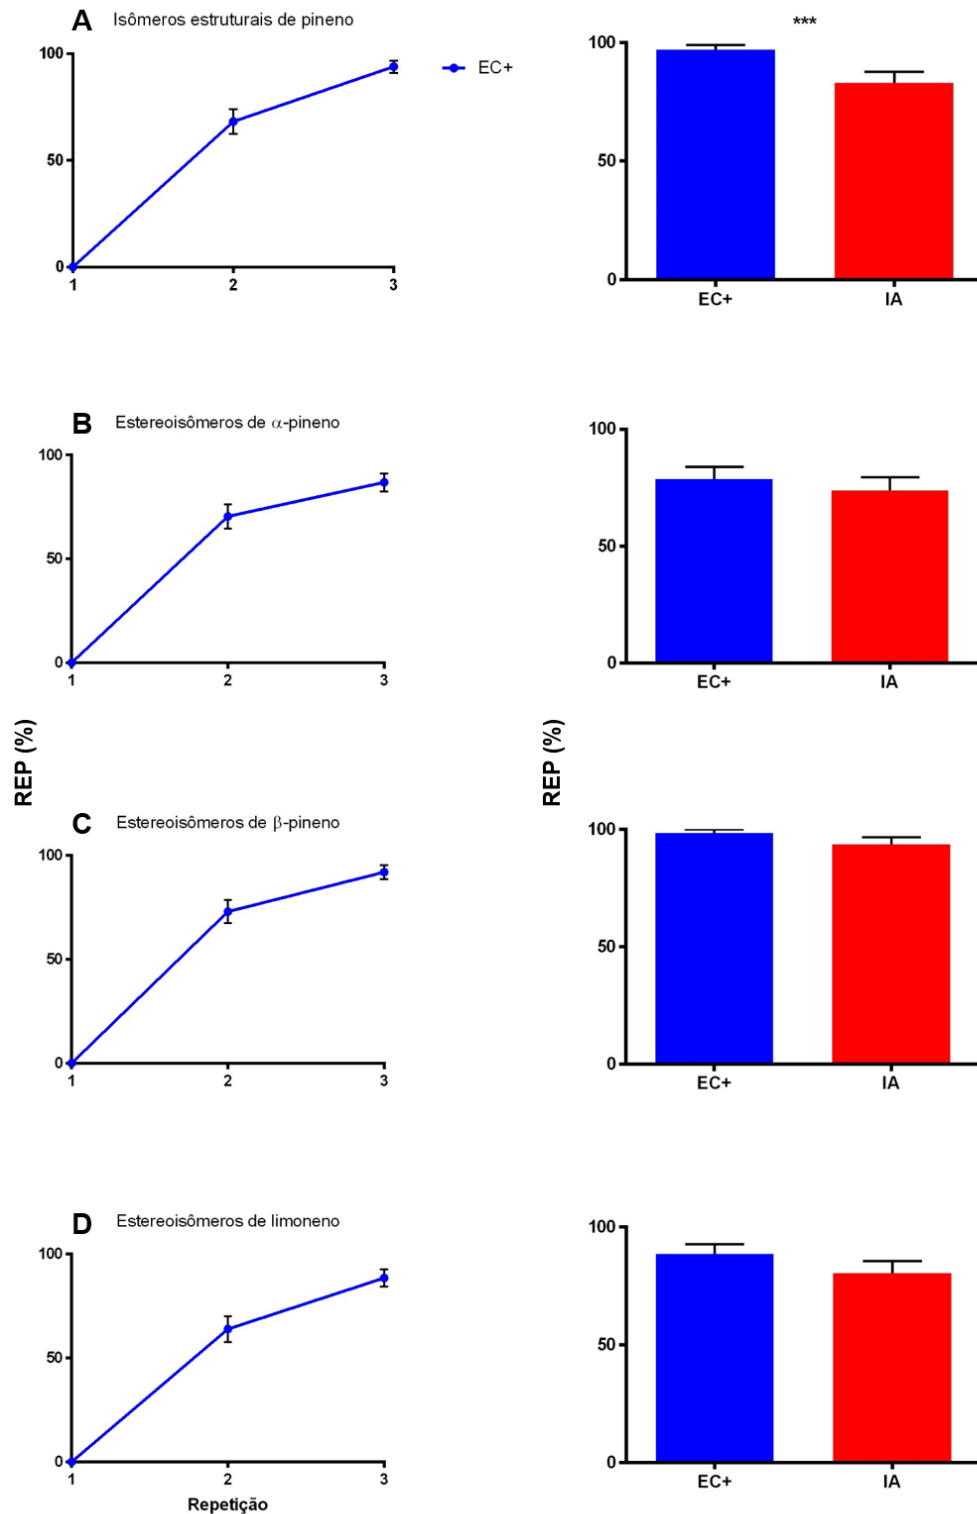 A Isômeros estruturais de pineno
100
50
0
1 2 3
EC+
***
100
50
0
EC+ IA
B Estereoisômeros de α-pineno
100
50
0
1 2 3
100
50
0
EC+ IA
REP (%)
REP (%)
C Estereoisômeros de β-pineno
100
50
0
1 2 3
100
50
0
EC+ IA
D Estereoisômeros de limoneno
100
50
0
1 2 3
Repetição
100
50
0
EC+ IA